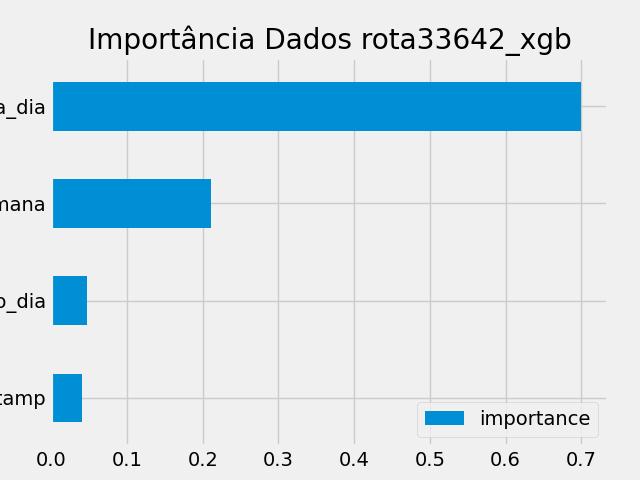 Importância Dados rota33642_xgb
a_dia
mana
o_dia
tamp
importance
0.0 0.1 0.2 0.3 0.4 0.5 0.6 0.7